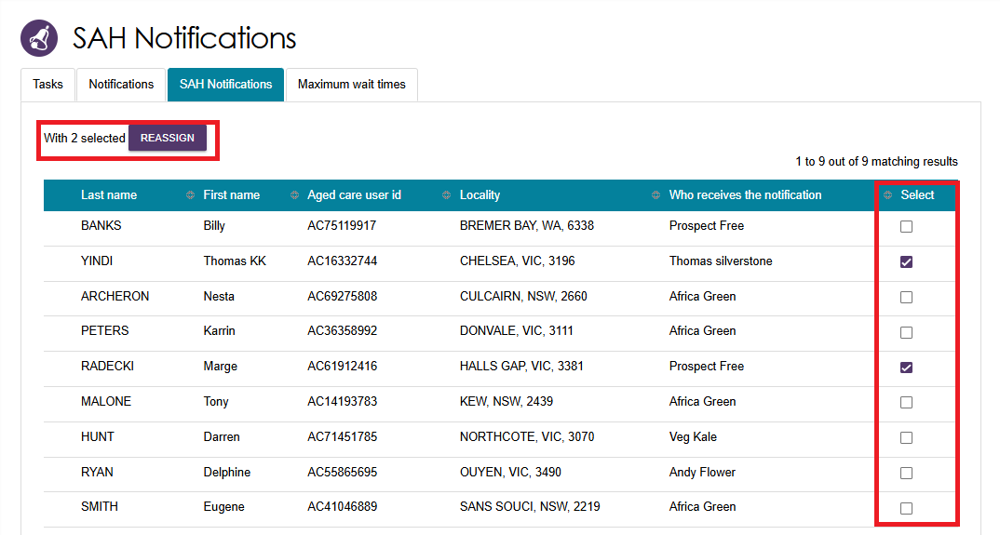 SAH Notifications
Tasks Notifications SAH Notifications Maximum wait times
With 2 selected REASSIGN
1 to 9 out of 9 matching results
Last name First name Aged care user id Locality Who receives the notification Select
BANKS Billy AC75119917 BREMER BAY, WA, 6338 Prospect Free
YINDI Thomas KK AC16332744 CHELSEA, VIC, 3196 Thomas silverstone
ARCHERON Nesta AC69275808 CULCAIRN, NSW, 2660 Africa Green
PETERS Karrin AC36358992 DONVALE, VIC, 3111 Africa Green
RADECKI Marge AC61912416 HALLS GAP, VIC, 3381 Prospect Free
MALONE Tony AC14193783 KEW, NSW, 2439 Africa Green
HUNT Darren AC71451785 NORTHCOTE, VIC, 3070 Veg Kale
RYAN Delphine AC55865695 OUYEN, VIC, 3490 Andy Flower
SMITH Eugene AC41046889 SANS SOUCI, NSW, 2219 Africa Green